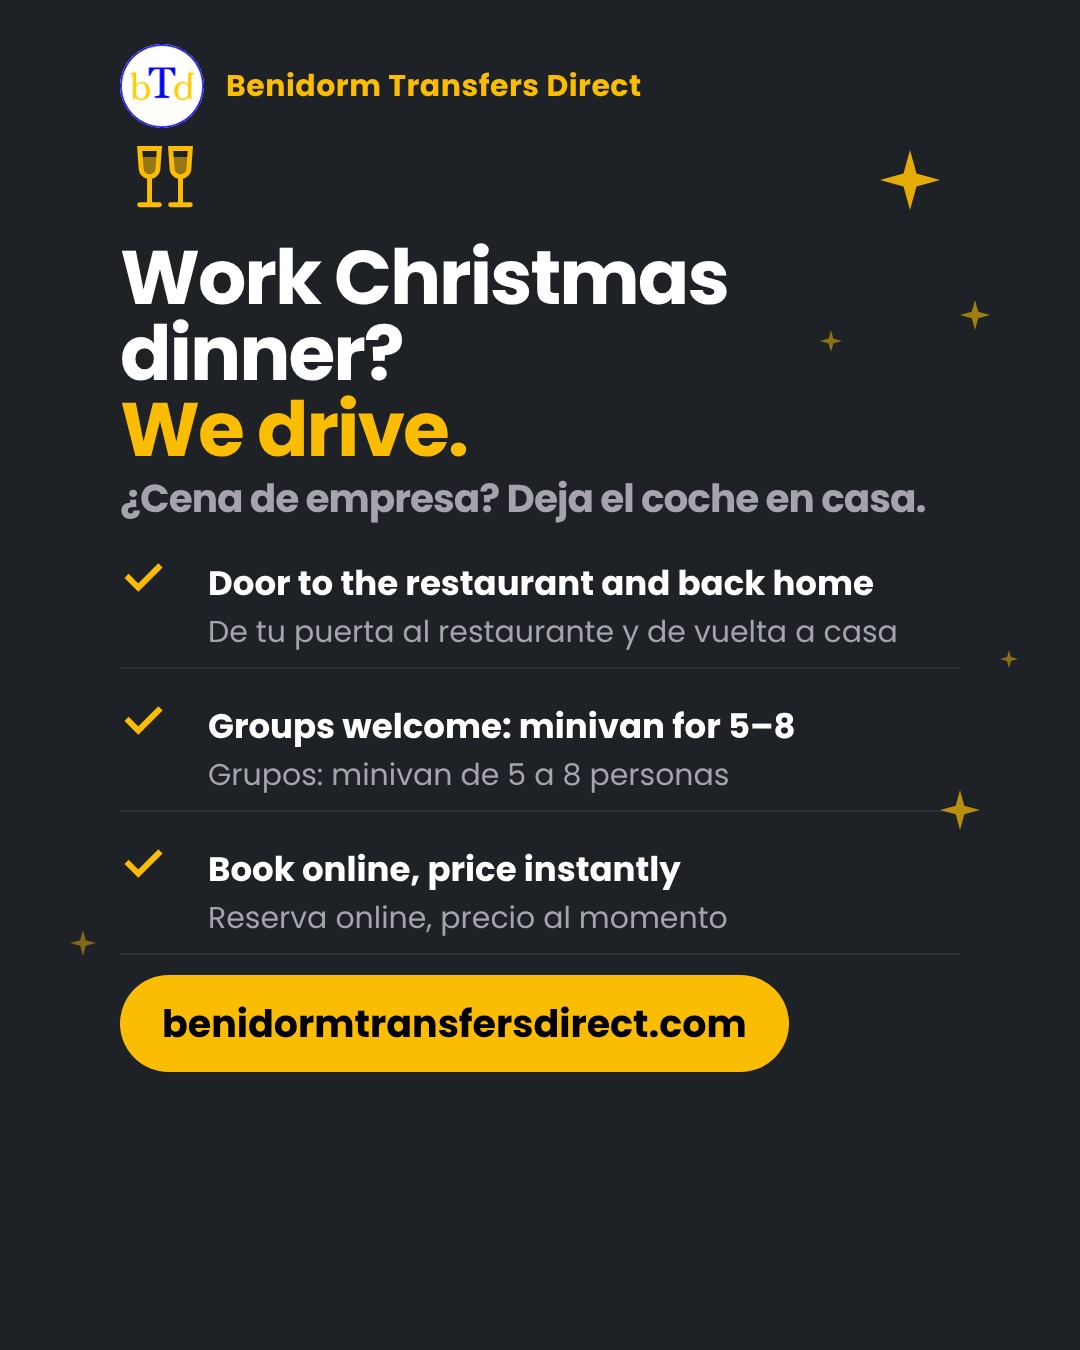 bTd
Benidorm Transfers Direct
Work Christmas
dinner?
We drive.
¿Cena de empresa? Deja el coche en casa.
Door to the restaurant and back home
De tu puerta al restaurante y de vuelta a casa
Groups welcome: minivan for 5–8
Grupos: minivan de 5 a 8 personas
Book online, price instantly
Reserva online, precio al momento
benidormtransfersdirect.com